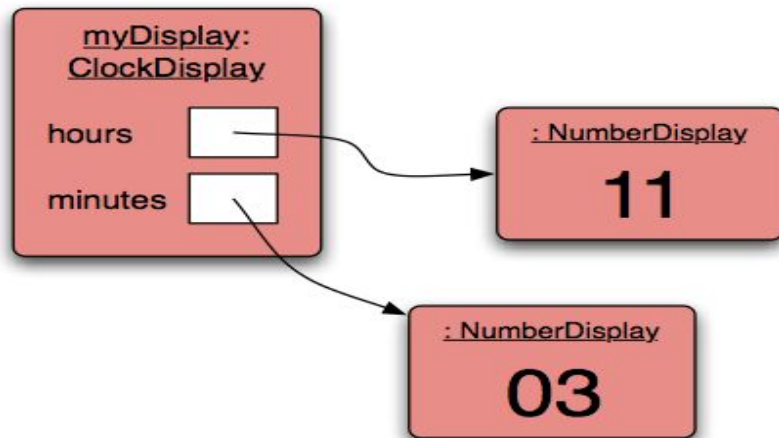 myDisplay:
ClockDisplay
hours
minutes
: NumberDisplay
11
: NumberDisplay
03